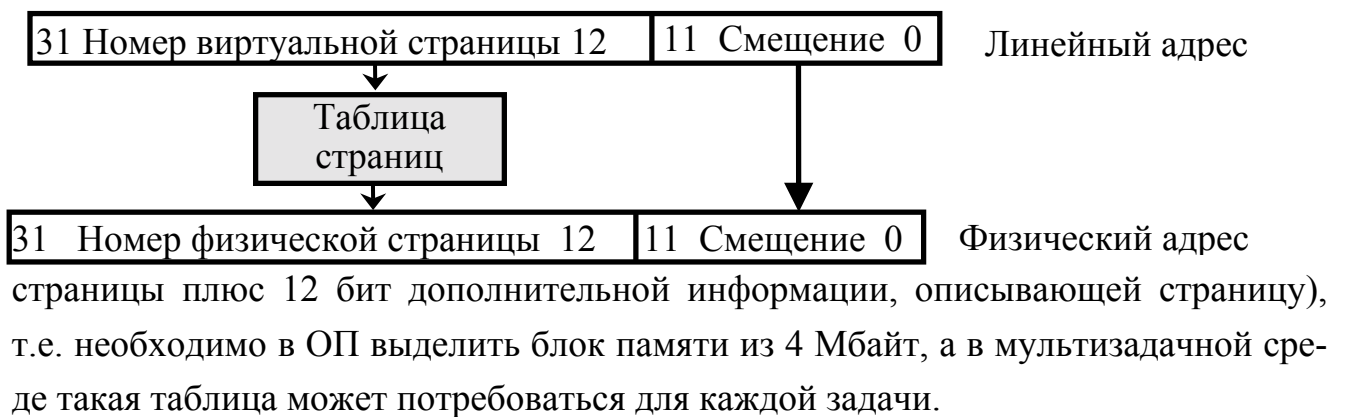 31 Номер виртуальной страницы 12 11 Смещение 0 Линейный адрес
Таблица
страниц
31 Номер физической страницы 12 11 Смещение 0 Физический адрес
страницы плюс 12 бит дополнительной информации, описывающей страницу),
т.е. необходимо в ОП выделить блок памяти из 4 Мбайт, а в мультизадачной сре-
де такая таблица может потребоваться для каждой задачи.